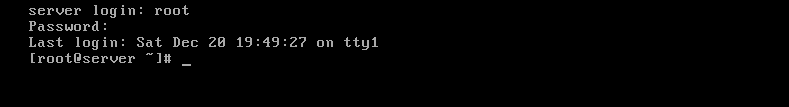 server login: root
Password:
Last login: Sat Dec 20 19:49:27 on tty1
[root@server ~]# _